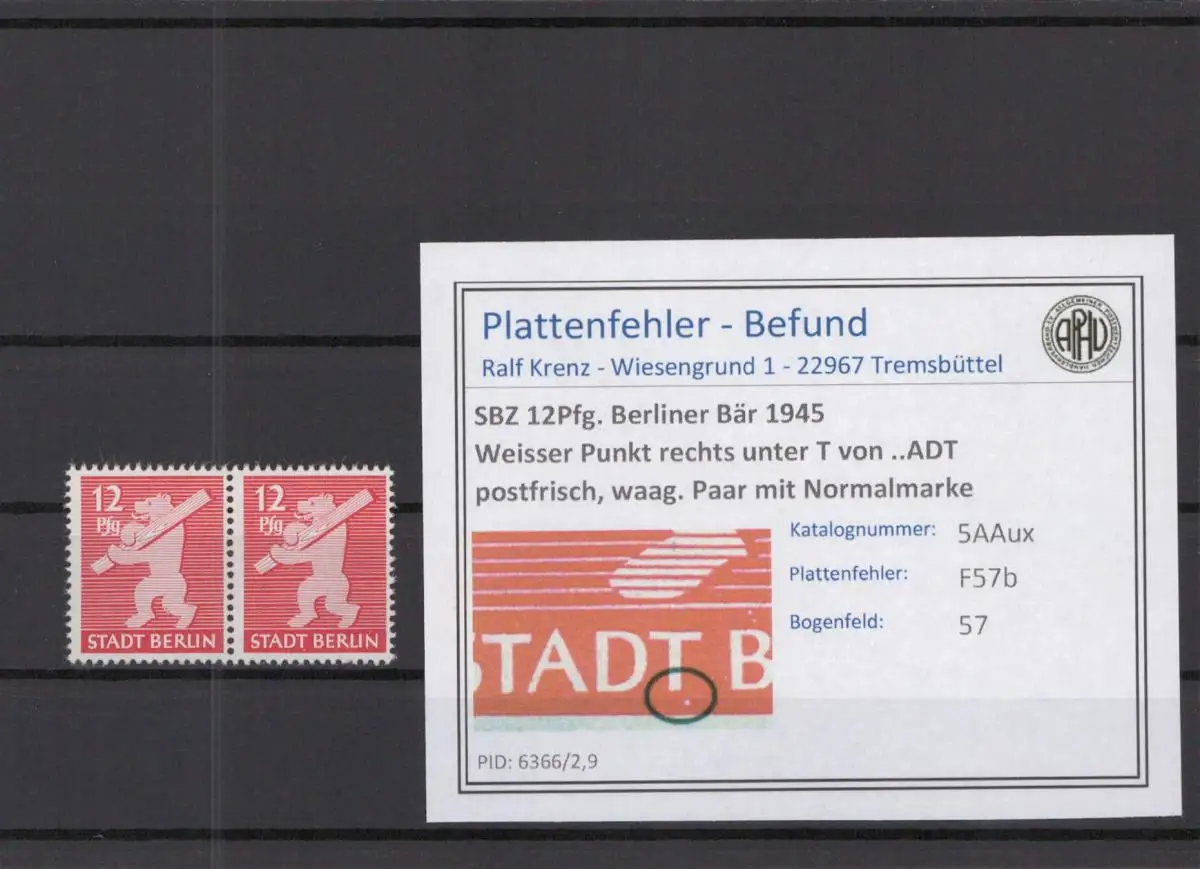 12
Pfg
STADT BERLIN
12
Pfg
STADT BERLIN
Plattenfehler - Befund
Ralf Krenz - Wiesengrund 1 - 22967 Tremsbüttel
APHV
SBZ 12Pfg. Berliner Bär 1945
Weisser Punkt rechts unter T von ..ADT
postfrisch, waag. Paar mit Normalmarke
STADT B
Katalognummer: 5AAux
Plattenfehler: F57b
Bogenfeld: 57
PID: 6366/2,9